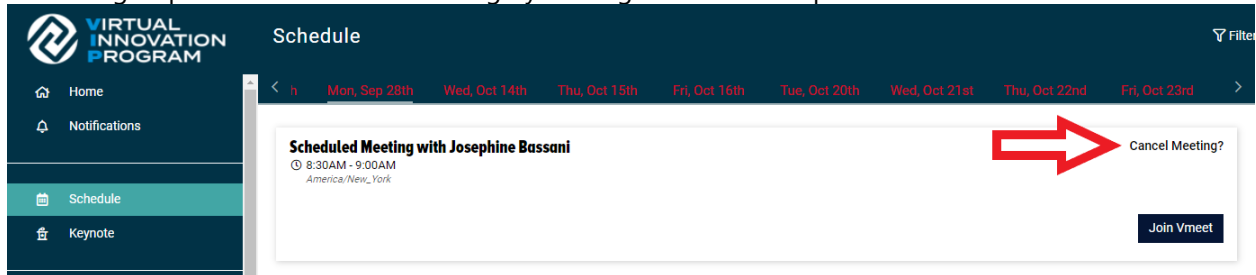 VIRTUAL
INNOVATION
PROGRAM
Schedule
Filter
Home
Notifications
Schedule
Keynote
h Mon, Sep 28th Wed, Oct 14th Thu, Oct 15th Fri, Oct 16th Tue, Oct 20th Wed, Oct 21st Thu, Oct 22nd Fri, Oct 23rd
Scheduled Meeting with Josephine Bassani
8:30AM - 9:00AM
America/New_York
Cancel Meeting?
Join Vmeet